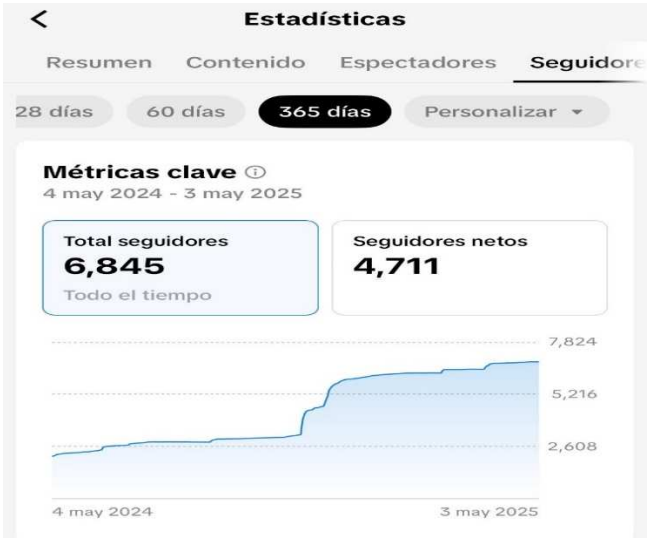 Estadísticas
Resumen Contenido Espectadores Seguidore
28 días 60 días 365 días Personalizar
Métricas clave
4 may 2024 - 3 may 2025
Total seguidores Seguidores netos
6,845 4,711
Todo el tiempo
7,824
5,216
2,608
4 may 2024 3 may 2025